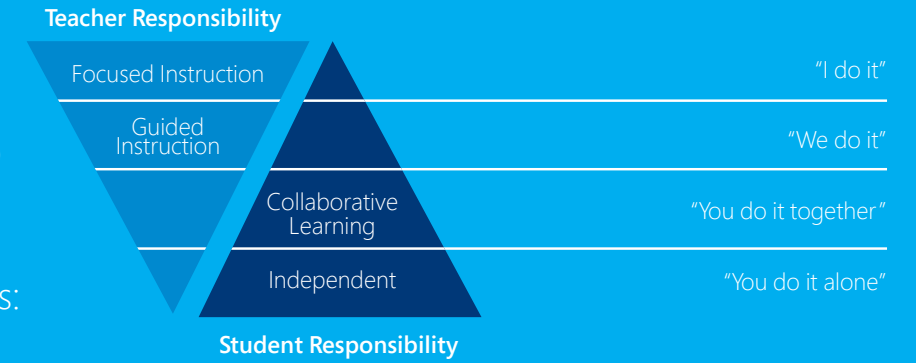 Teacher Responsibility
Focused Instruction
“I do it”
Guided
Instruction
“We do it”
Collaborative
Learning
“You do it together”
Independent
“You do it alone”
s:
Student Responsibility